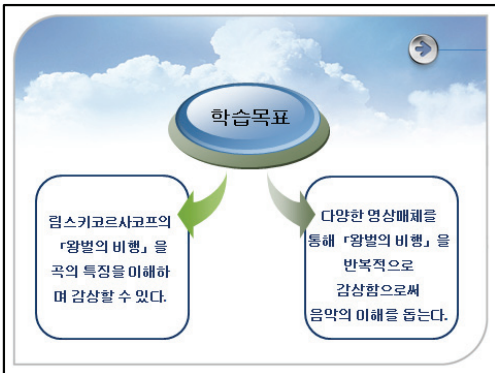 학습목표
림스키코르사코프의
「왕벌의 비행」을
곡의 특징을 이해하
며 감상할 수 있다.
다양한 영상매체를
통해 「왕벌의 비행」을
반복적으로
감상함으로써
음악의 이해를 돕는다.